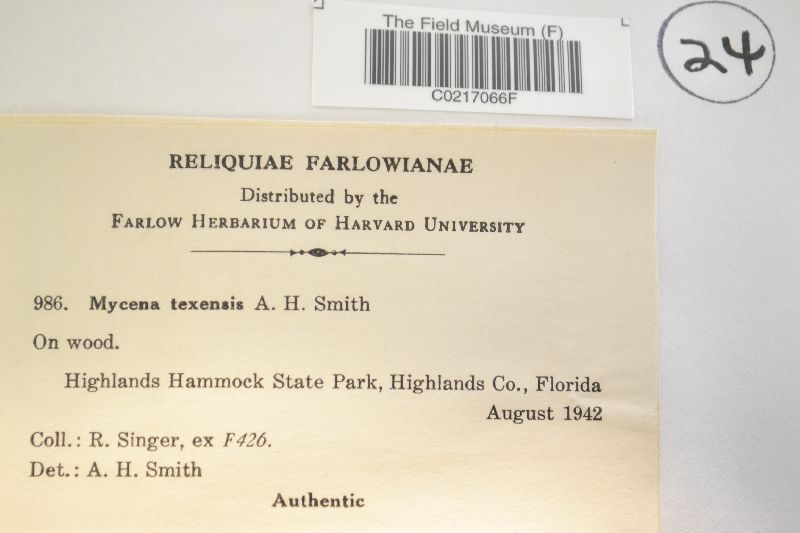 The Field Museum (F)
C0217066F
24
RELIQUIAE FARLOWIANAE
Distributed by the
FARLOW HERBARIUM OF HARVARD UNIVERSITY
986. Mycena texensis A. H. Smith
On wood.
Highlands Hammock State Park, Highlands Co., Florida
August 1942
Coll.: R. Singer, ex F426.
Det.: A. H. Smith
Authentic